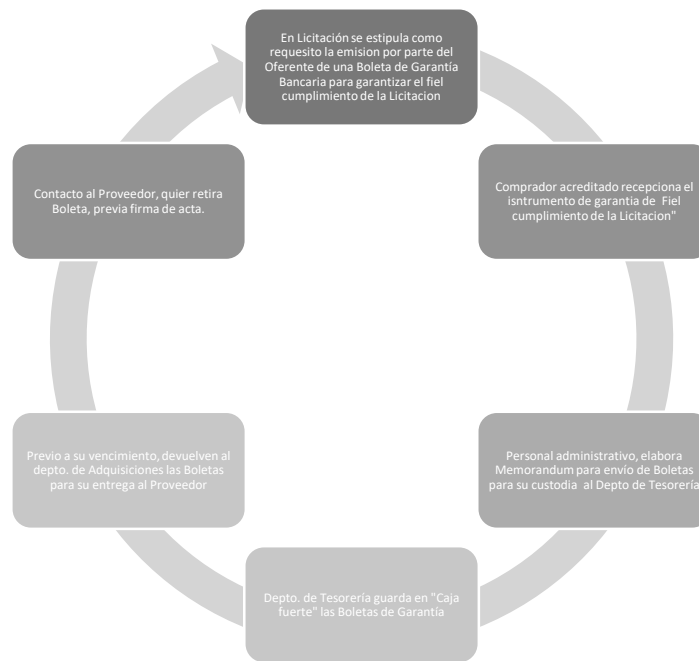 En Licitación se estipula como
requesito la emision por parte del
Oferente de una Boleta de Garantía
Bancaria para garantizar el fiel
cumplimiento de la Licitacion
Comprador acreditado recepciona el
isntrumento de garantia de Fiel
cumplimiento de la Licitacion"
Personal administrativo, elabora
Memorandum para envío de Boletas
para su custodia al Depto de Tesorería
Depto. de Tesorería guarda en "Caja
fuerte" las Boletas de Garantía
Previo a su vencimiento, devuelven al
depto. de Adquisiciones las Boletas
para su entrega al Proveedor
Contacto al Proveedor, quier retira
Boleta, previa firma de acta.